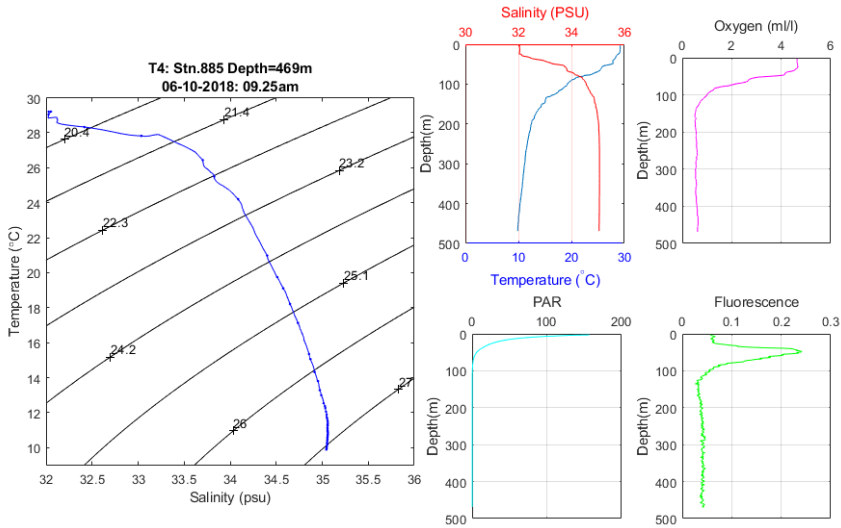 T4: Stn.885 Depth=469m
06-10-2018: 09.25am
30
28
26
24
22
20
18
16
14
12
10
Temperature (°C)
20.4
21.4
22.3
23.2
24.2
25.1
26
27
32 32.5 33 33.5 34 34.5 35 35.5 36
Salinity (psu)
Salinity (PSU)
30 32 34 36
0
100
200
300
400
500
Depth(m)
0 10 20 30
Temperature (°C)
Oxygen (ml/l)
0 2 4 6
0
100
200
300
400
500
Depth(m)
PAR
0 100 200
0
100
200
300
400
500
Depth(m)
Fluorescence
0 0.1 0.2 0.3
0
100
200
300
400
500
Depth(m)